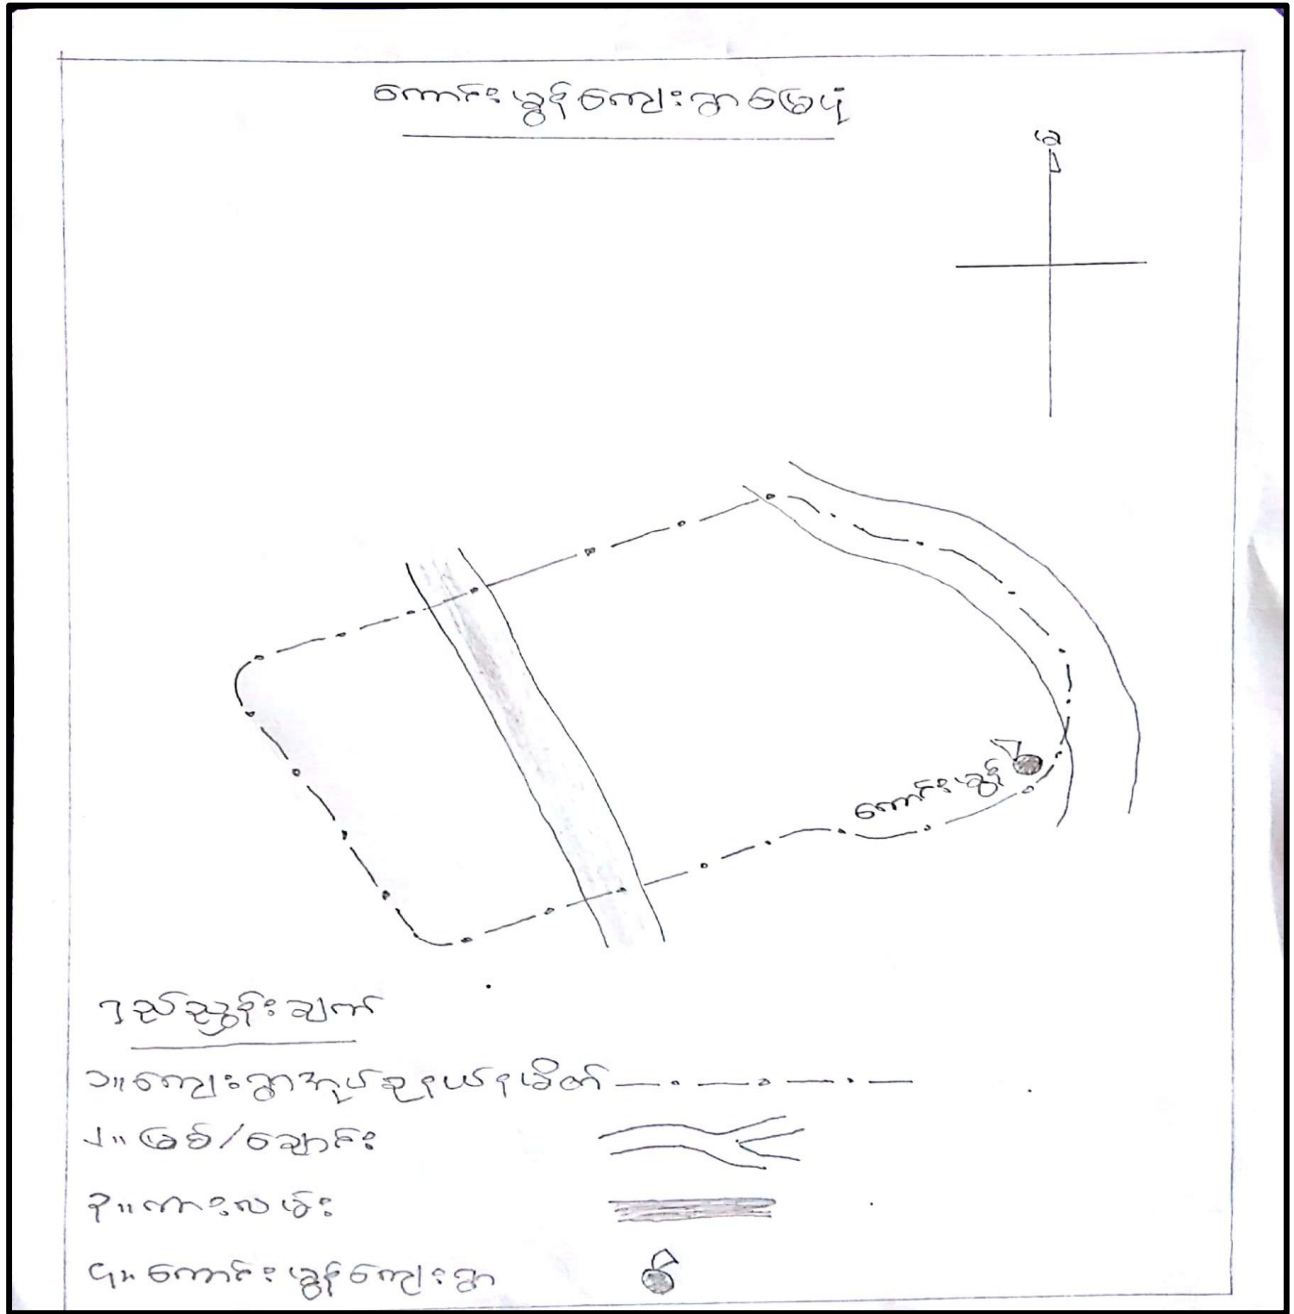 ကောင်းမွန်ကျေးရွာမြေပုံ
မ
ကောင်းမွန်
ရည်ညွှန်းချက်
၁။ ကျေးရွာအုပ်စုနယ်နမိတ်
၂။ မြစ်/ချောင်း
၃။ ကားလမ်း
၄။ ကောင်းမွန်ကျေးရွာ